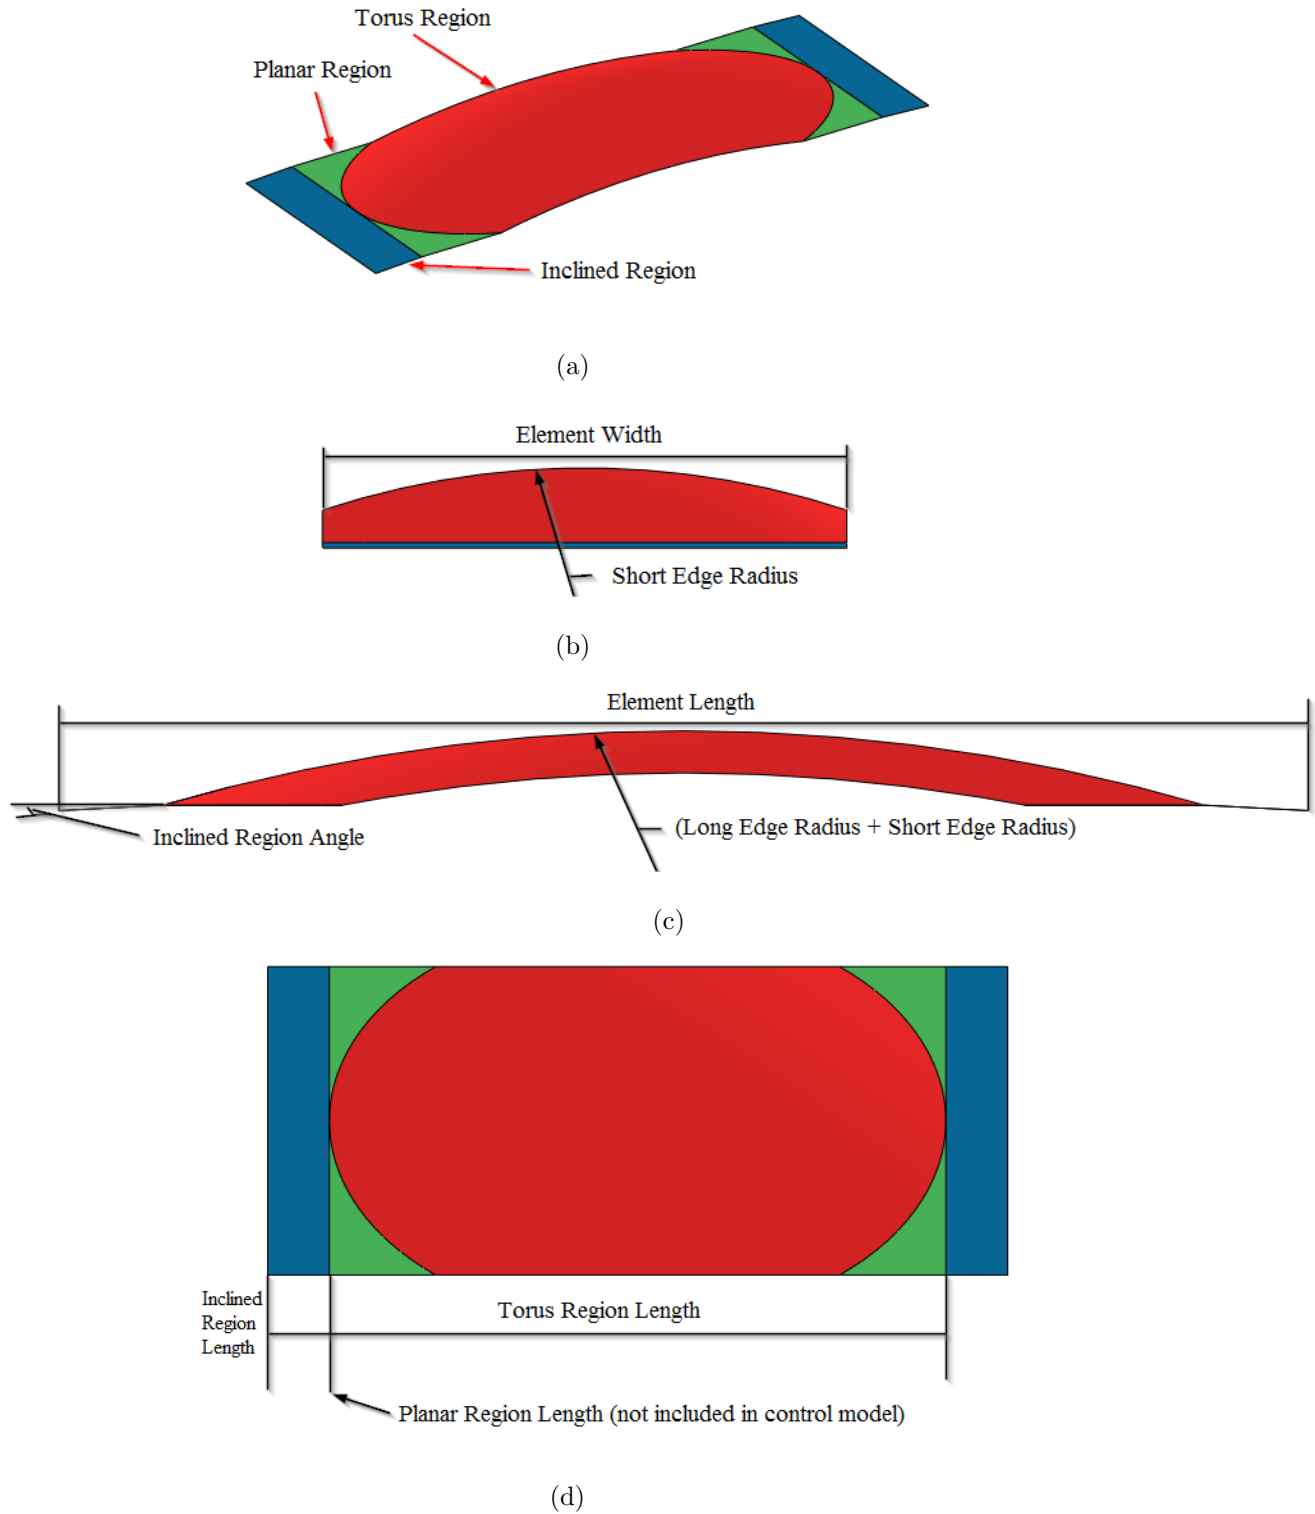 Torus Region
Planar Region
Inclined Region
(a)
Element Width
Short Edge Radius
(b)
Element Length
Inclined Region Angle
(Long Edge Radius + Short Edge Radius)
(c)
Inclined
Region
Length
Torus Region Length
Planar Region Length (not included in control model)
(d)